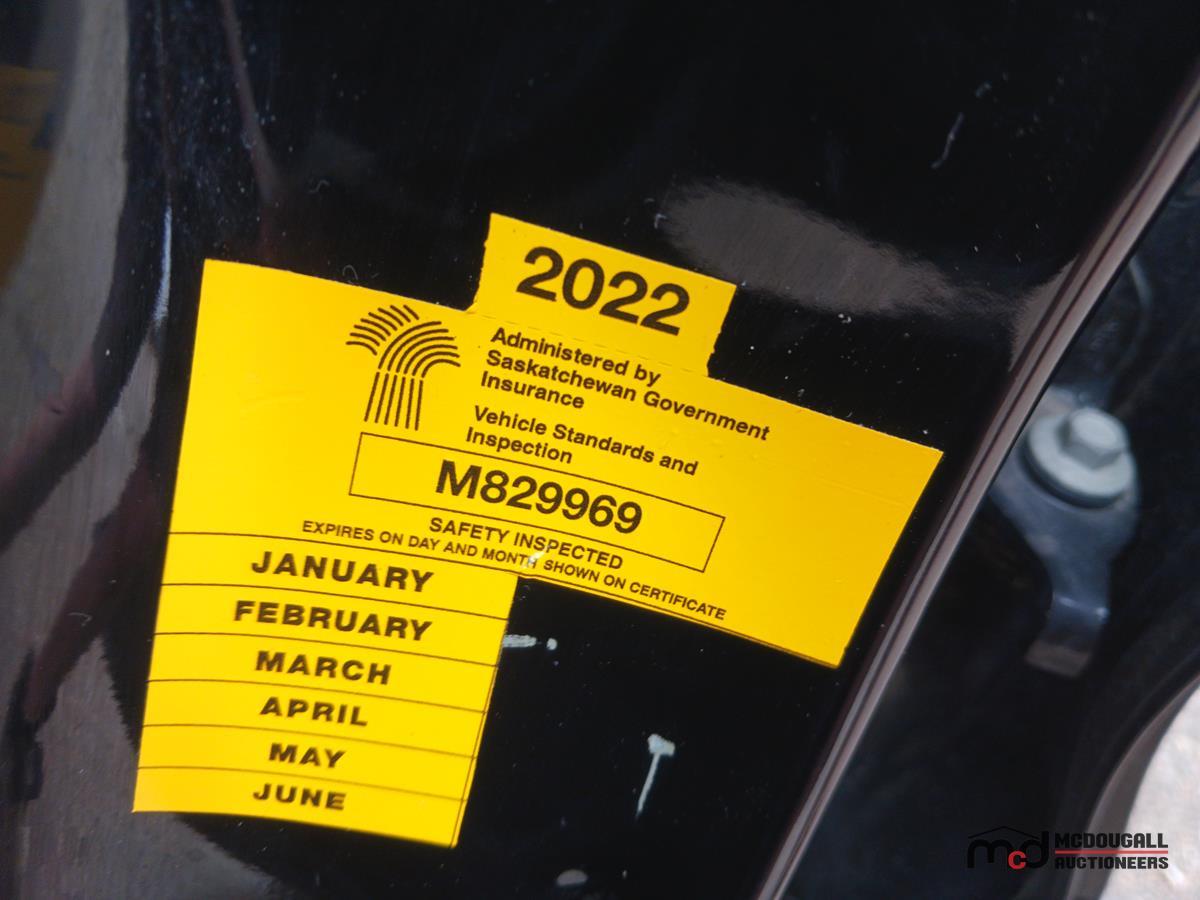 2022
Administered by
Saskatchewan Government
Insurance
Vehicle Standards and
Inspection
M829969
SAFETY INSPECTED
EXPIRES ON DAY AND MONTH SHOWN ON CERTIFICATE
JANUARY
FEBRUARY
MARCH
APRIL
MAY
JUNE
mcd MCDOUGALL
AUCTIONEERS